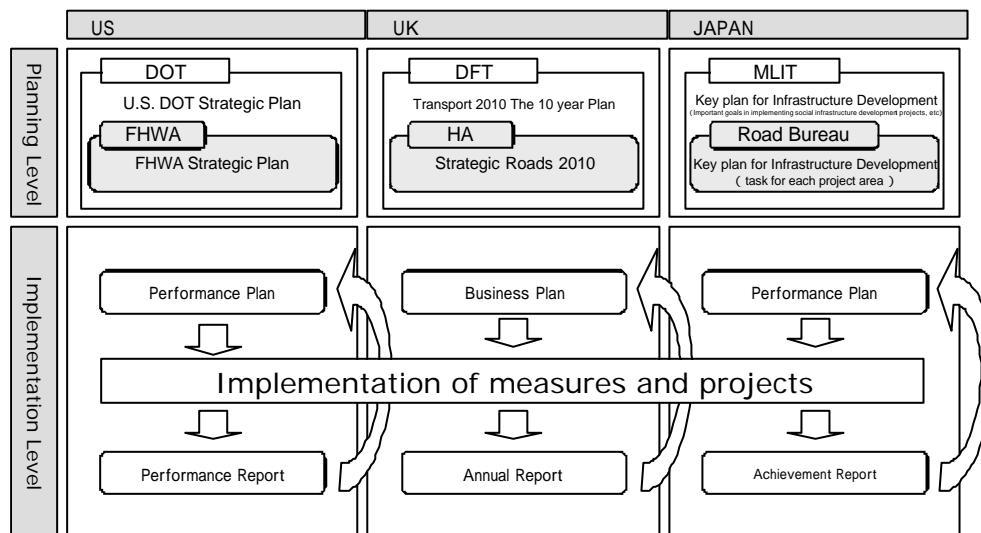 US
UK
JAPAN
Planning Level
DOT
U.S. DOT Strategic Plan
FHWA
FHWA Strategic Plan
DFT
Transport 2010 The 10 year Plan
HA
Strategic Roads 2010
MLIT
Key plan for Infrastructure Development
(Important goals in implementing social infrastructure development projects, etc)
Road Bureau
Key plan for Infrastructure Development
( task for each project area )
Implementation Level
Performance Plan
Business Plan
Performance Plan
Implementation of measures and projects
Performance Report
Annual Report
Achievement Report